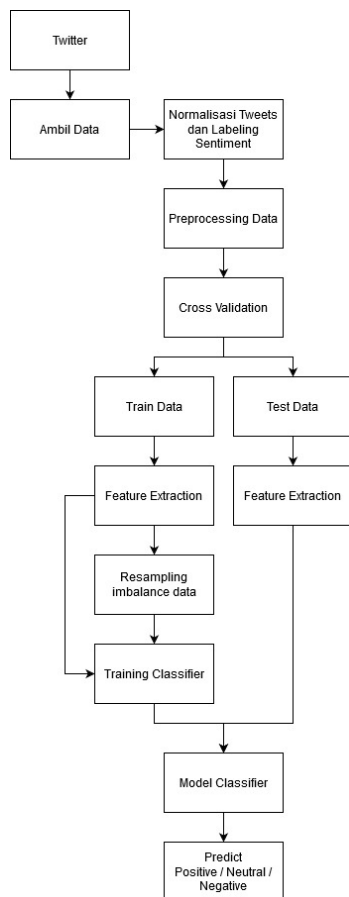 Twitter
Ambil Data
Normalisasi Tweets
dan Labeling
Sentiment
Preprocessing Data
Cross Validation
Train Data
Test Data
Feature Extraction
Feature Extraction
Resampling
imbalance data
Training Classifier
Model Classifier
Predict
Positive / Neutral /
Negative